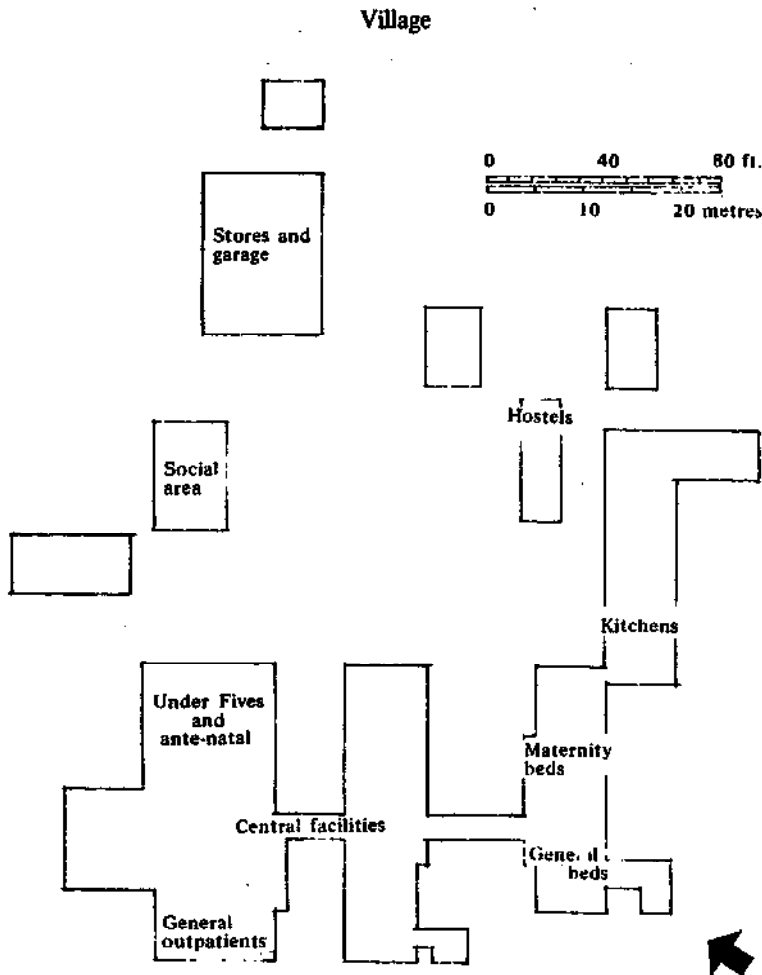 Village
0 40 80 ft.
0 10 20 metres
Stores and
garage
Hostels
Social
area
Kitchens
Under Fives
and
ante-natal
Maternity
beds
Central facilities
General
beds
General
outpatients